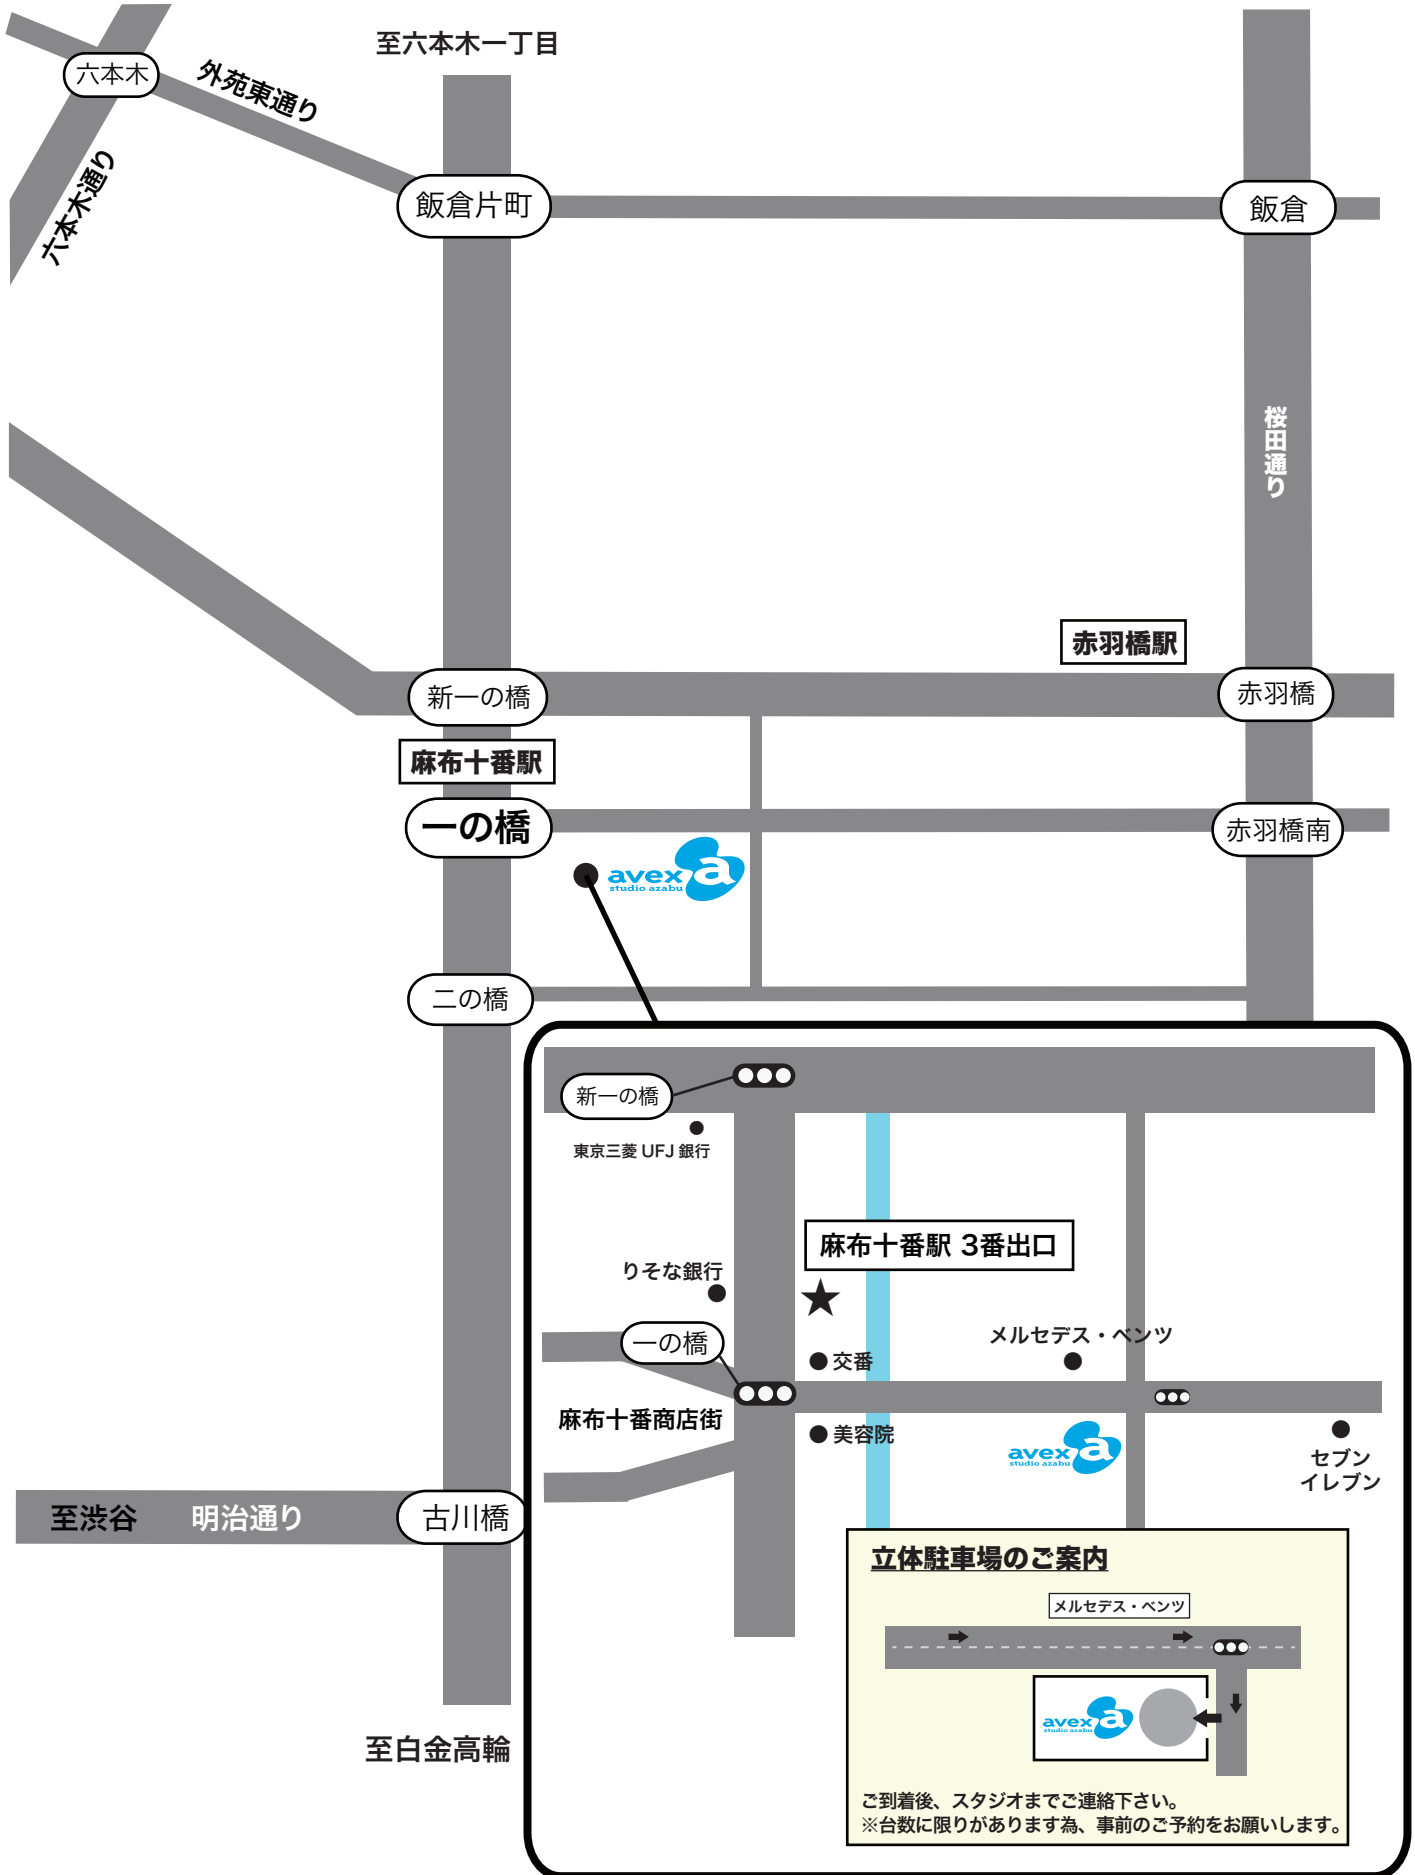 至六本木一丁目
六本木
外苑東通り
六本木通り
飯倉片町
飯倉
桜田通り
赤羽橋駅
新一の橋
赤羽橋
麻布十番駅
一の橋
赤羽橋南
avex a
studio azabu
二の橋
新一の橋
東京三菱 UFJ 銀行
麻布十番駅 3番出口
りそな銀行
一の橋
交番
メルセデス・ベンツ
麻布十番商店街
美容院
avex a
studio azabu
セブン
イレブン
至渋谷
明治通り
古川橋
立体駐車場のご案内
メルセデス・ベンツ
avex a
studio azabu
至白金高輪
ご到着後、スタジオまでご連絡下さい。
※台数に限りがあります為、事前のご予約をお願いします。